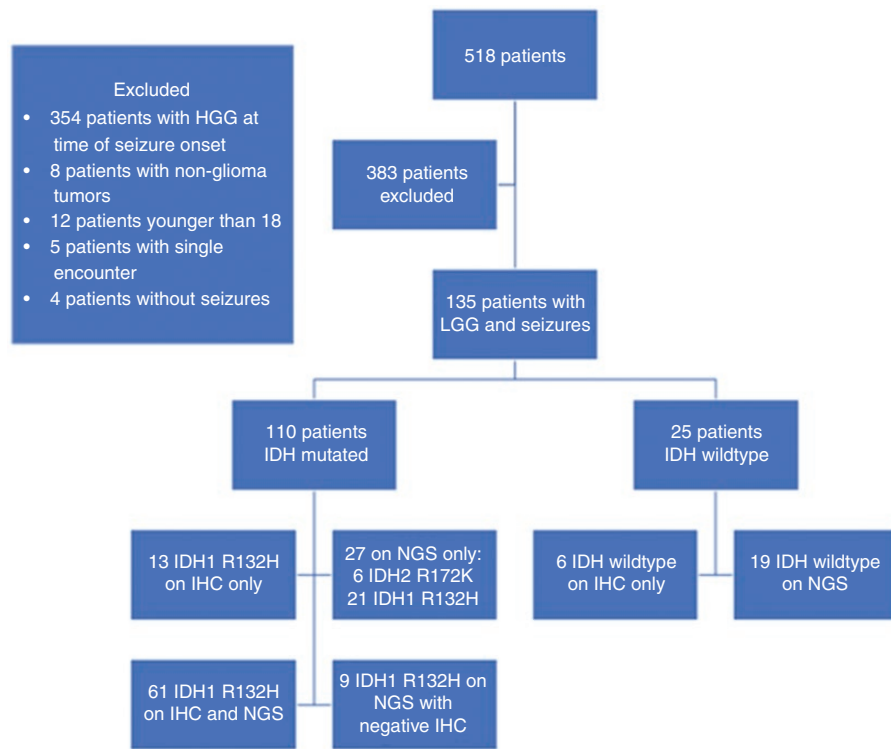 518 patients
Excluded
• 354 patients with HGG at
time of seizure onset
• 8 patients with non-glioma
tumors
• 12 patients younger than 18
• 5 patients with single
encounter
• 4 patients without seizures
383 patients
excluded
135 patients with
LGG and seizures
110 patients
IDH mutated
25 patients
IDH wildtype
13 IDH1 R132H
on IHC only
27 on NGS only:
6 IDH2 R172K
21 IDH1 R132H
6 IDH wildtype
on IHC only
19 IDH wildtype
on NGS
61 IDH1 R132H
on IHC and NGS
9 IDH1 R132H on
NGS with
negative IHC